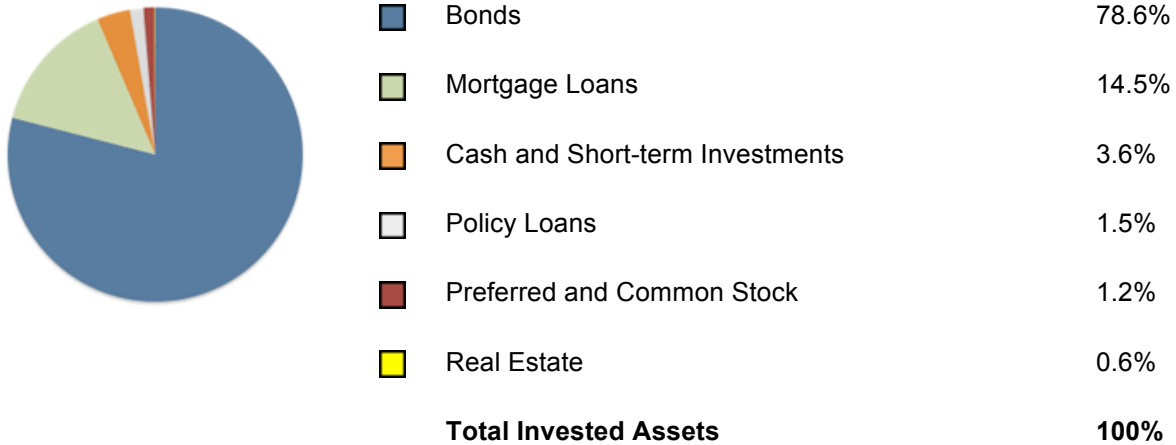 Bonds 78.6%
Mortgage Loans 14.5%
Cash and Short-term Investments 3.6%
Policy Loans 1.5%
Preferred and Common Stock 1.2%
Real Estate 0.6%
Total Invested Assets 100%